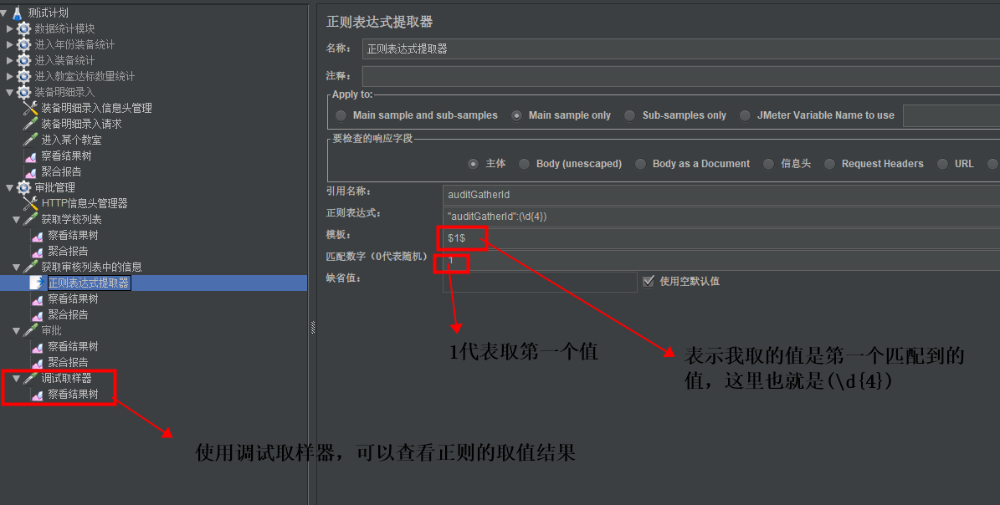 测试计划
数据统计模块
进入年份装备统计
进入装备统计
进入教室达标数量统计
装备明细录入
装备明细录入信息头管理
装备明细录入请求
进入某个教室
察看结果树
聚合报告
审批管理
HTTP信息头管理器
获取学校列表
察看结果树
聚合报告
获取审核列表中的信息
正则表达式提取器
察看结果树
聚合报告
审批
察看结果树
聚合报告
调试取样器
察看结果树
正则表达式提取器
名称： 正则表达式提取器
注释：
Apply to:
Main sample and sub-samples Main sample only Sub-samples only JMeter Variable Name to use
要检查的响应字段
主体 Body (unescaped) Body as a Document 信息头 Request Headers URL
引用名称： auditGatherId
正则表达式： "auditGatherId":(\d{4})
模板： $1$
匹配数字（0代表随机） 1
缺省值： 使用空默认值
1代表取第一个值
表示我取的值是第一个匹配到的
值，这里也就是(\d{4})
使用调试取样器，可以查看正则的取值结果